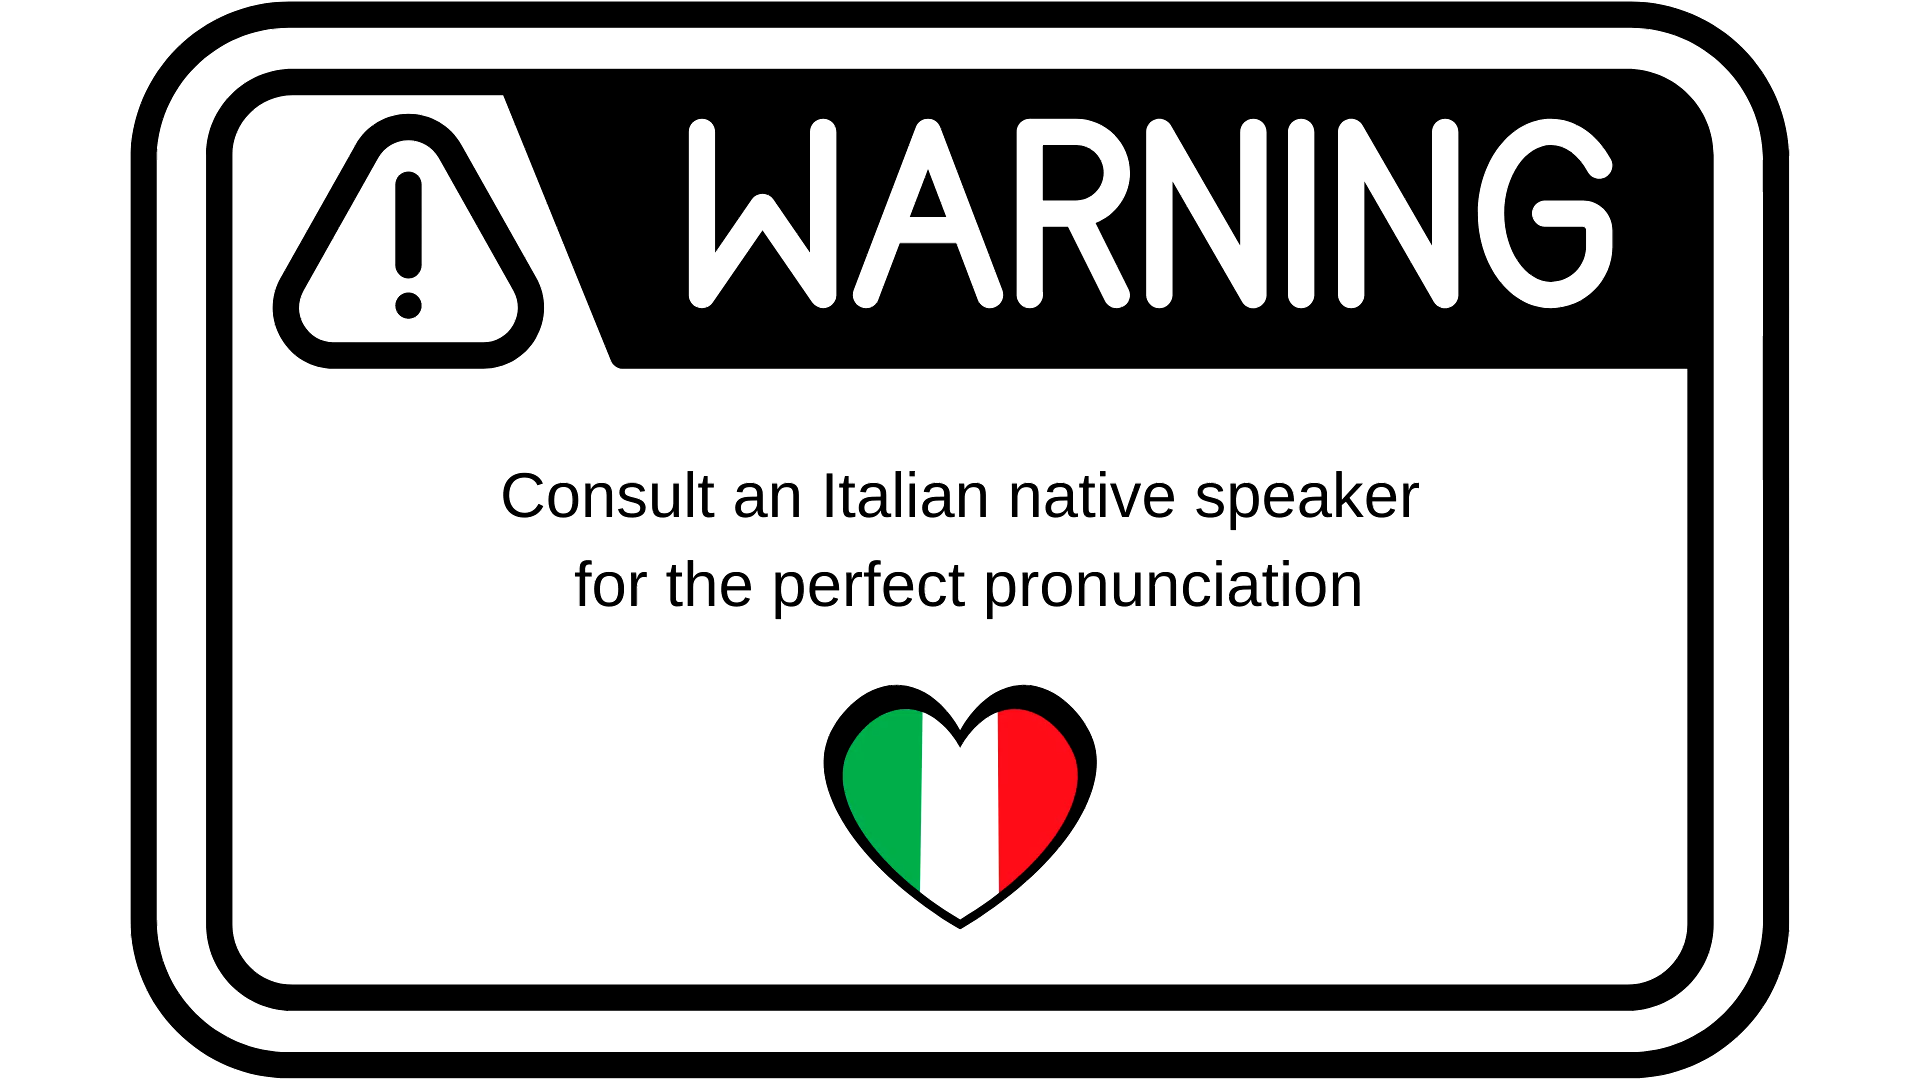 WARNING
Consult an Italian native speaker
for the perfect pronunciation